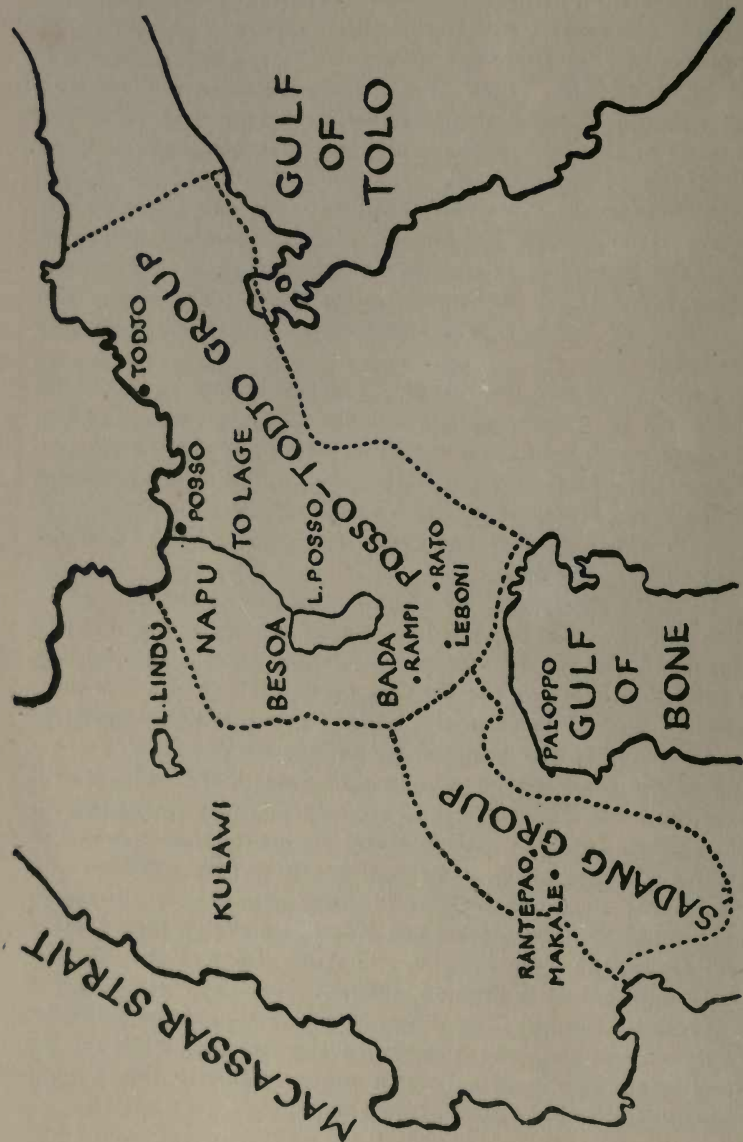 MACASSAR STRAIT
KULAWI
L.LINDU
NAPU
POSSO
TODJO
TO LAGE
BESOA
L.POSSO
POSSO-TODJO GROUP
BADA
RAMPI
RATO
LEBONI
GULF
OF
TOLO
RANTEPAO
MAKALE
SADANG GROUP
PALOPPO
GULF
OF
BONE